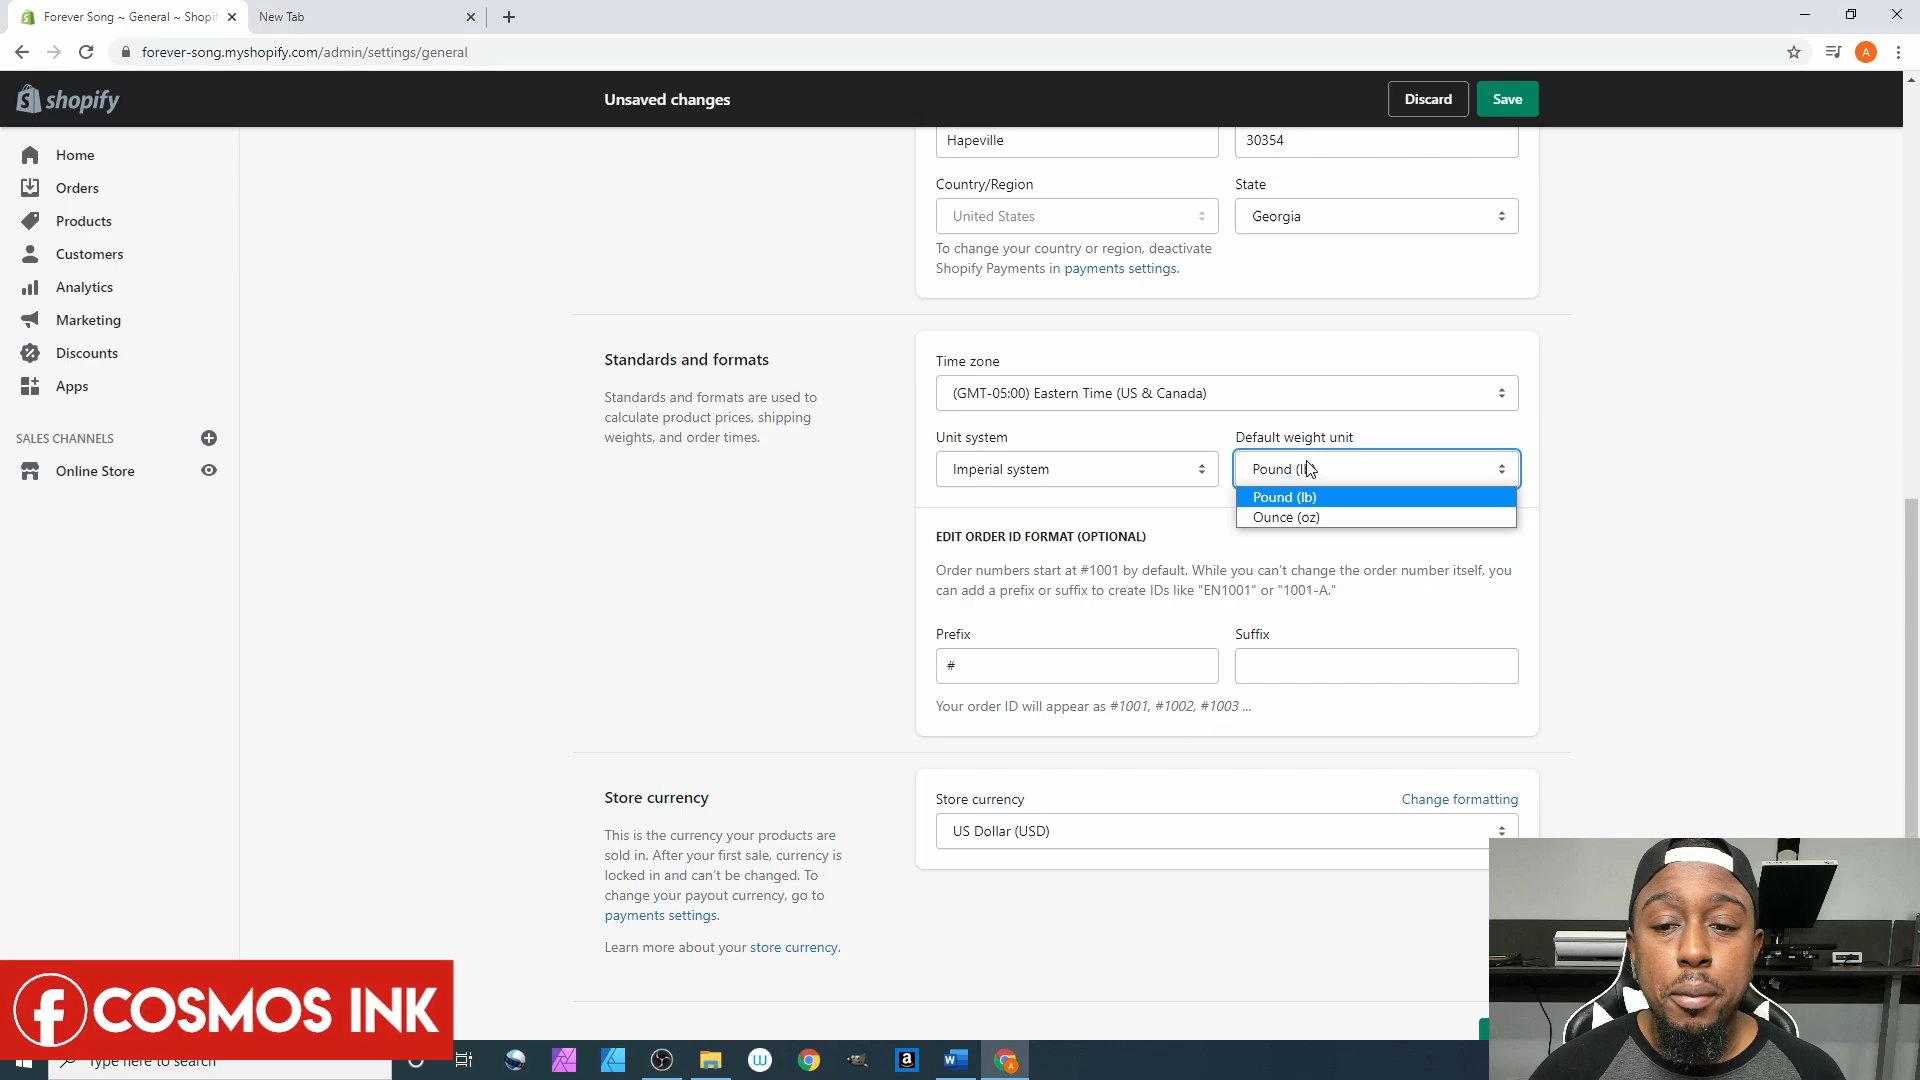 Forever Song ~ General ~ Shopif
New Tab
forever-song.myshopify.com/admin/settings/general
shopify
Unsaved changes
Discard
Save
Home
Orders
Products
Customers
Analytics
Marketing
Discounts
Apps
SALES CHANNELS
Online Store
Hapeville
30354
Country/Region
State
United States
Georgia
To change your country or region, deactivate
Shopify Payments in payments settings.
Standards and formats
Standards and formats are used to
calculate product prices, shipping
weights, and order times.
Time zone
(GMT-05:00) Eastern Time (US & Canada)
Unit system
Default weight unit
Imperial system
Pound (lb)
Pound (lb)
Ounce (oz)
EDIT ORDER ID FORMAT (OPTIONAL)
Order numbers start at #1001 by default. While you can't change the order number itself, you
can add a prefix or suffix to create IDs like "EN1001" or "1001-A."
Prefix
Suffix
#
Your order ID will appear as #1001, #1002, #1003 ...
Store currency
This is the currency your products are
sold in. After your first sale, currency is
locked in and can't be changed. To
change your payout currency, go to
payments settings.
Learn more about your store currency.
Store currency
Change formatting
US Dollar (USD)
COSMOS INK
Type here to search